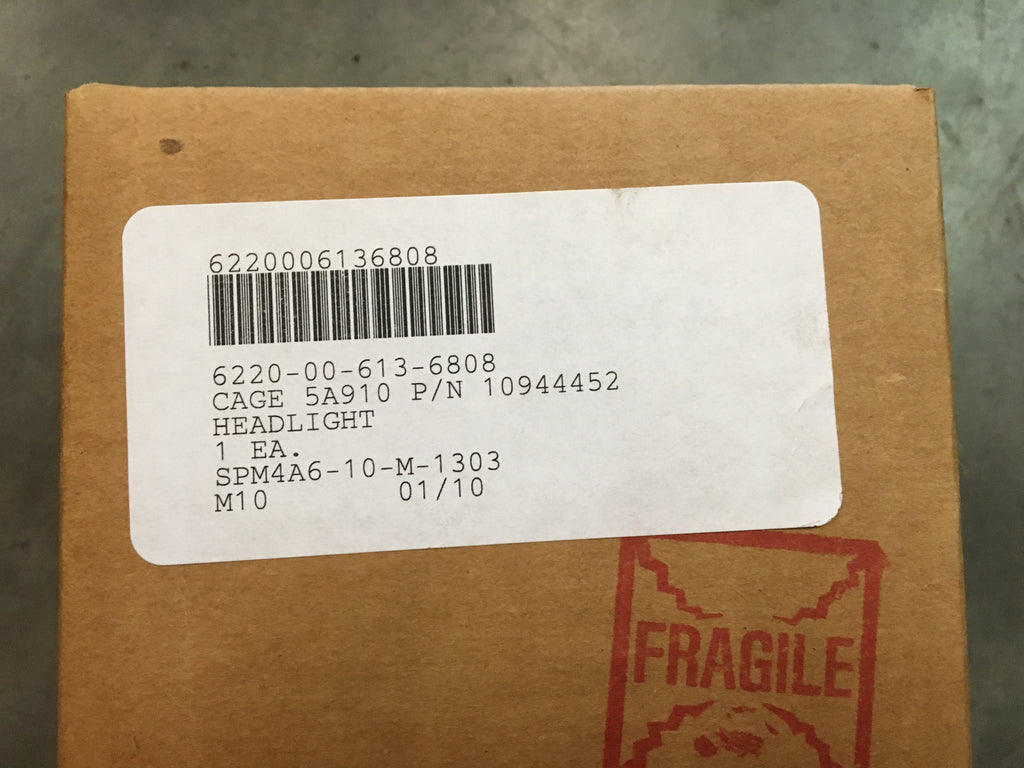 6220006136808
6220-00-613-6808
CAGE 5A910 P/N 10944452
HEADLIGHT
1 EA.
SPM4A6-10-M-1303
M10 01/10
FRAGILE